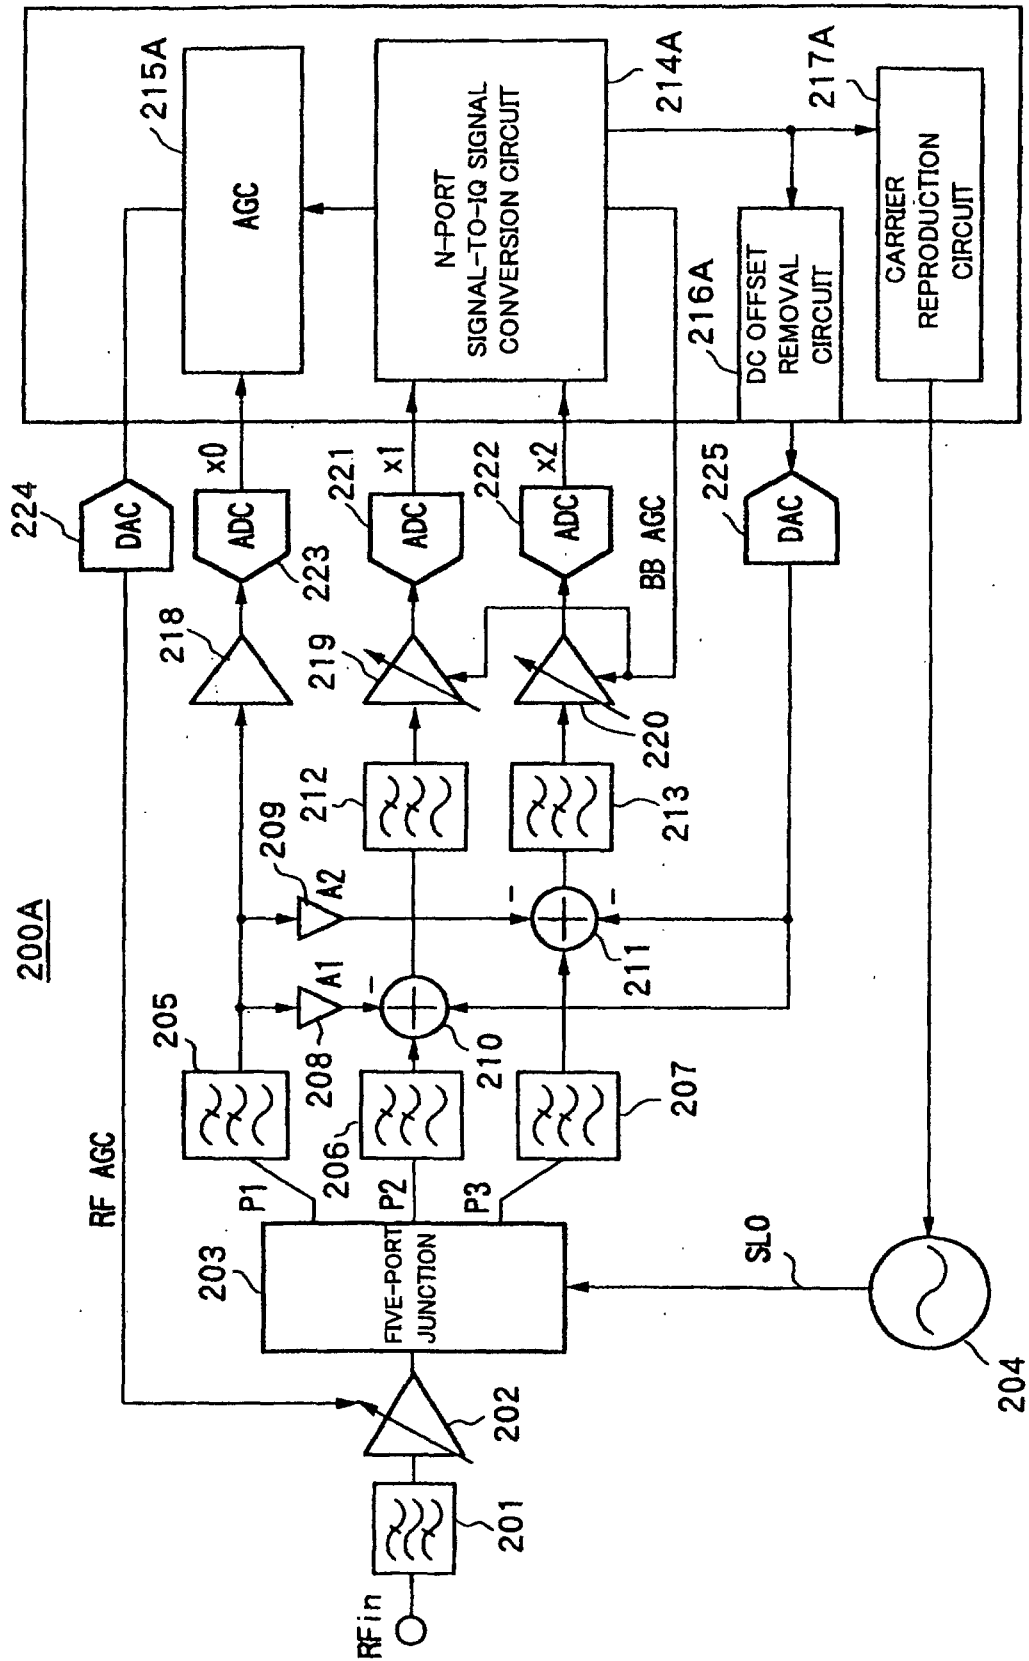 200A
RFin
201
202
RF AGC
203
FIVE-PORT
JUNCTION
SLO
204
P1
P2
P3
205
206
207
208
A1
209
A2
-
-
-
210
211
212
213
218
219
220
BB AGC
224
DAC
ADC
223
x0
221
ADC
x1
222
ADC
x2
225
DAC
215A
AGC
N-PORT
SIGNAL-TO-IQ SIGNAL
CONVERSION CIRCUIT
214A
216A
DC OFFSET
REMOVAL
CIRCUIT
217A
CARRIER
REPRODUCTION
CIRCUIT